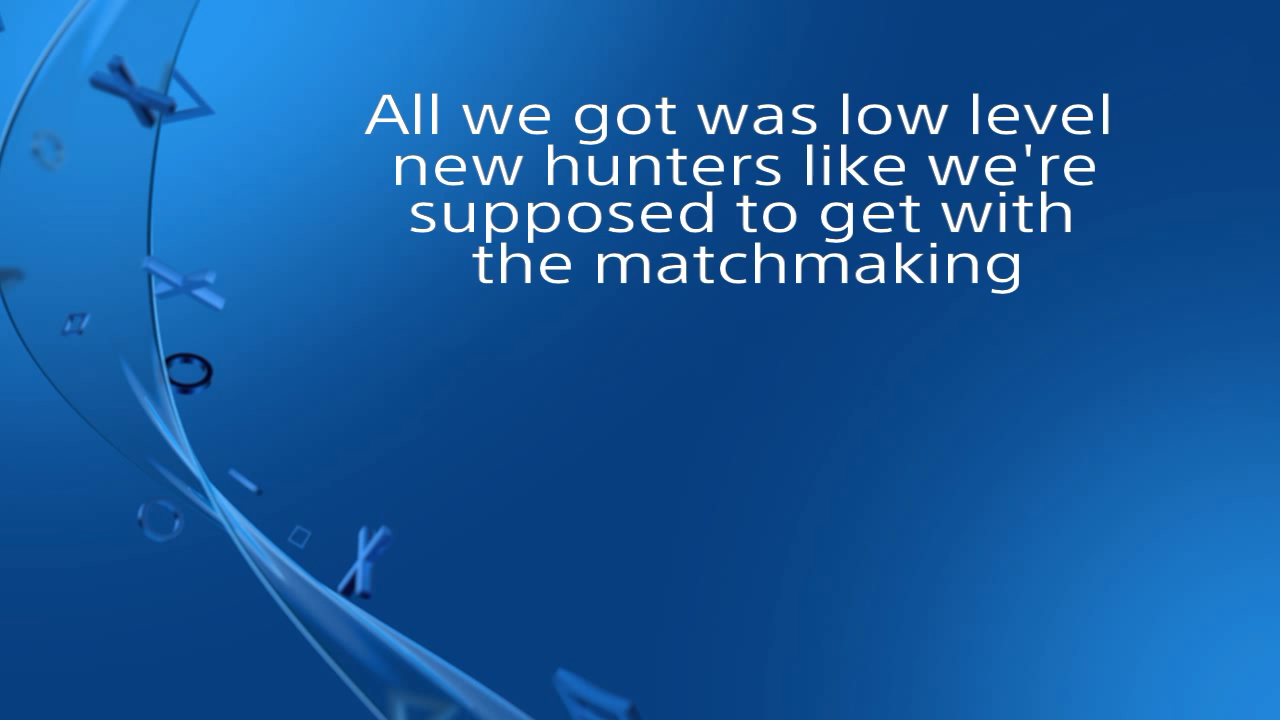 All we got was low level
new hunters like we're
supposed to get with
the matchmaking